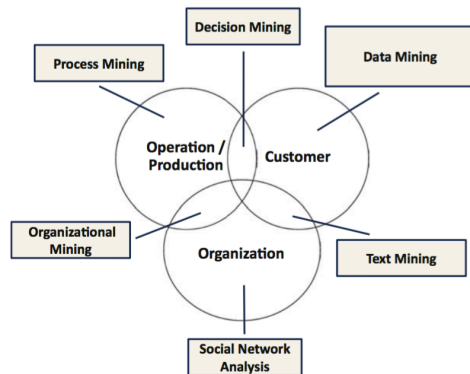 Decision Mining
Process Mining
Data Mining
Operation /
Production
Customer
Organizational
Mining
Organization
Text Mining
Social Network
Analysis